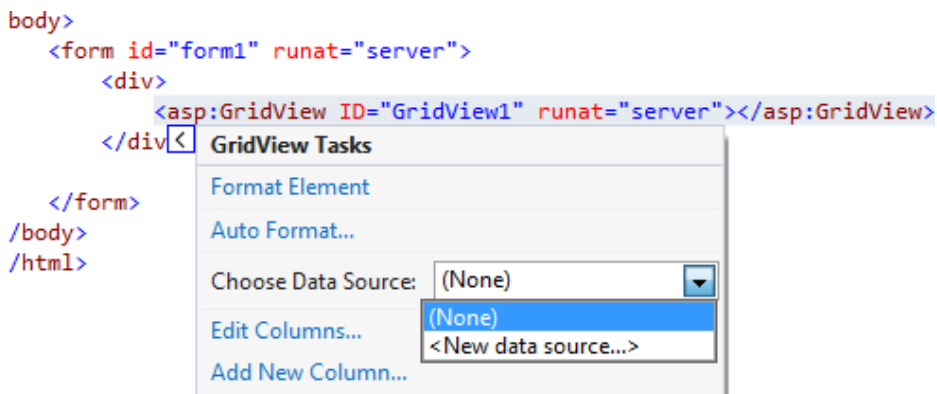 body>
<form id="form1" runat="server">
<div>
<asp:GridView ID="GridView1" runat="server"></asp:GridView>
</div
<
GridView Tasks
Format Element
</form>
Auto Format...
/body>
/html>
Choose Data Source: (None)
(None)
<New data source...>
Edit Columns...
Add New Column...